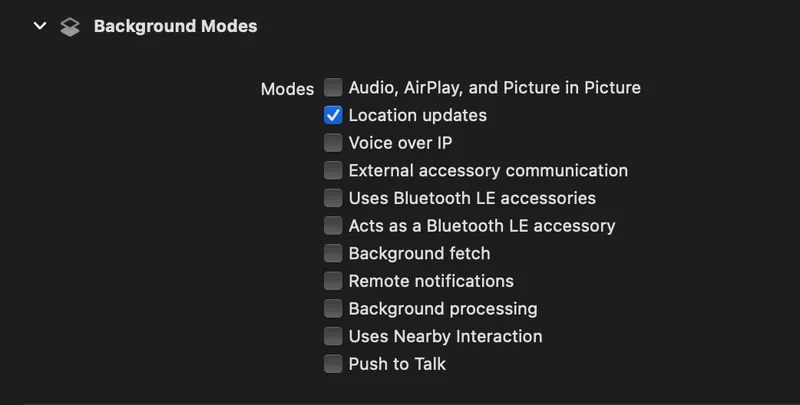 Background Modes
Modes Audio, AirPlay, and Picture in Picture
Location updates
Voice over IP
External accessory communication
Uses Bluetooth LE accessories
Acts as a Bluetooth LE accessory
Background fetch
Remote notifications
Background processing
Uses Nearby Interaction
Push to Talk